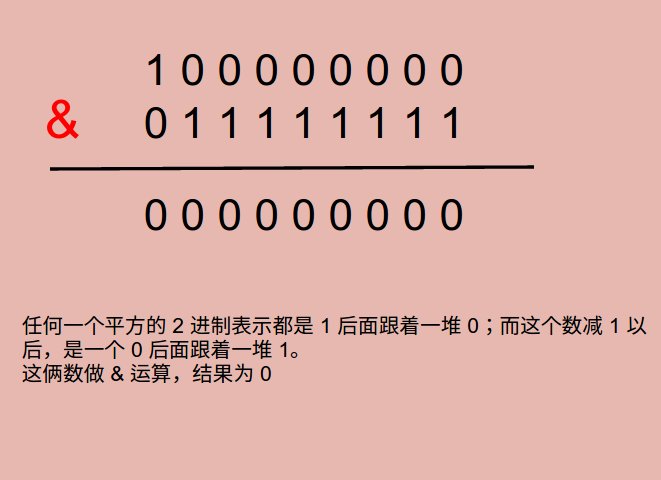 1 0 0 0 0 0 0 0 0
& 0 1 1 1 1 1 1 1 1
0 0 0 0 0 0 0 0 0
任何一个平方的 2 进制表示都是 1 后面跟着一堆 0；而这个数减 1 以
后，是一个 0 后面跟着一堆 1。
这俩数做 & 运算，结果为 0